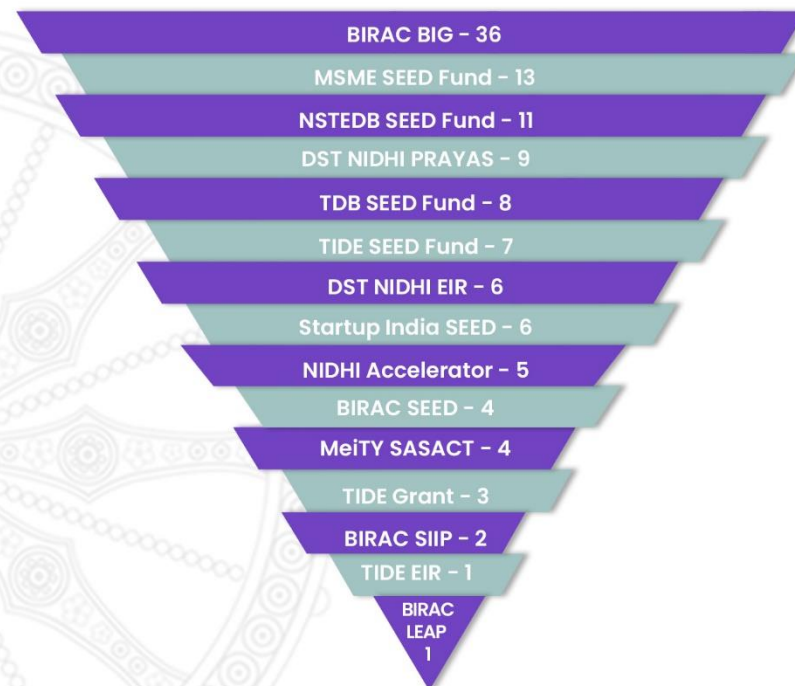 BIRAC BIG - 36
MSME SEED Fund - 13
NSTEDB SEED Fund - 11
DST NIDHI PRAYAS - 9
TDB SEED Fund - 8
TIDE SEED Fund - 7
DST NIDHI EIR - 6
Startup India SEED - 6
NIDHI Accelerator - 5
BIRAC SEED - 4
MeiTY SASACT - 4
TIDE Grant - 3
BIRAC SIIP - 2
TIDE EIR - 1
BIRAC
LEAP
1